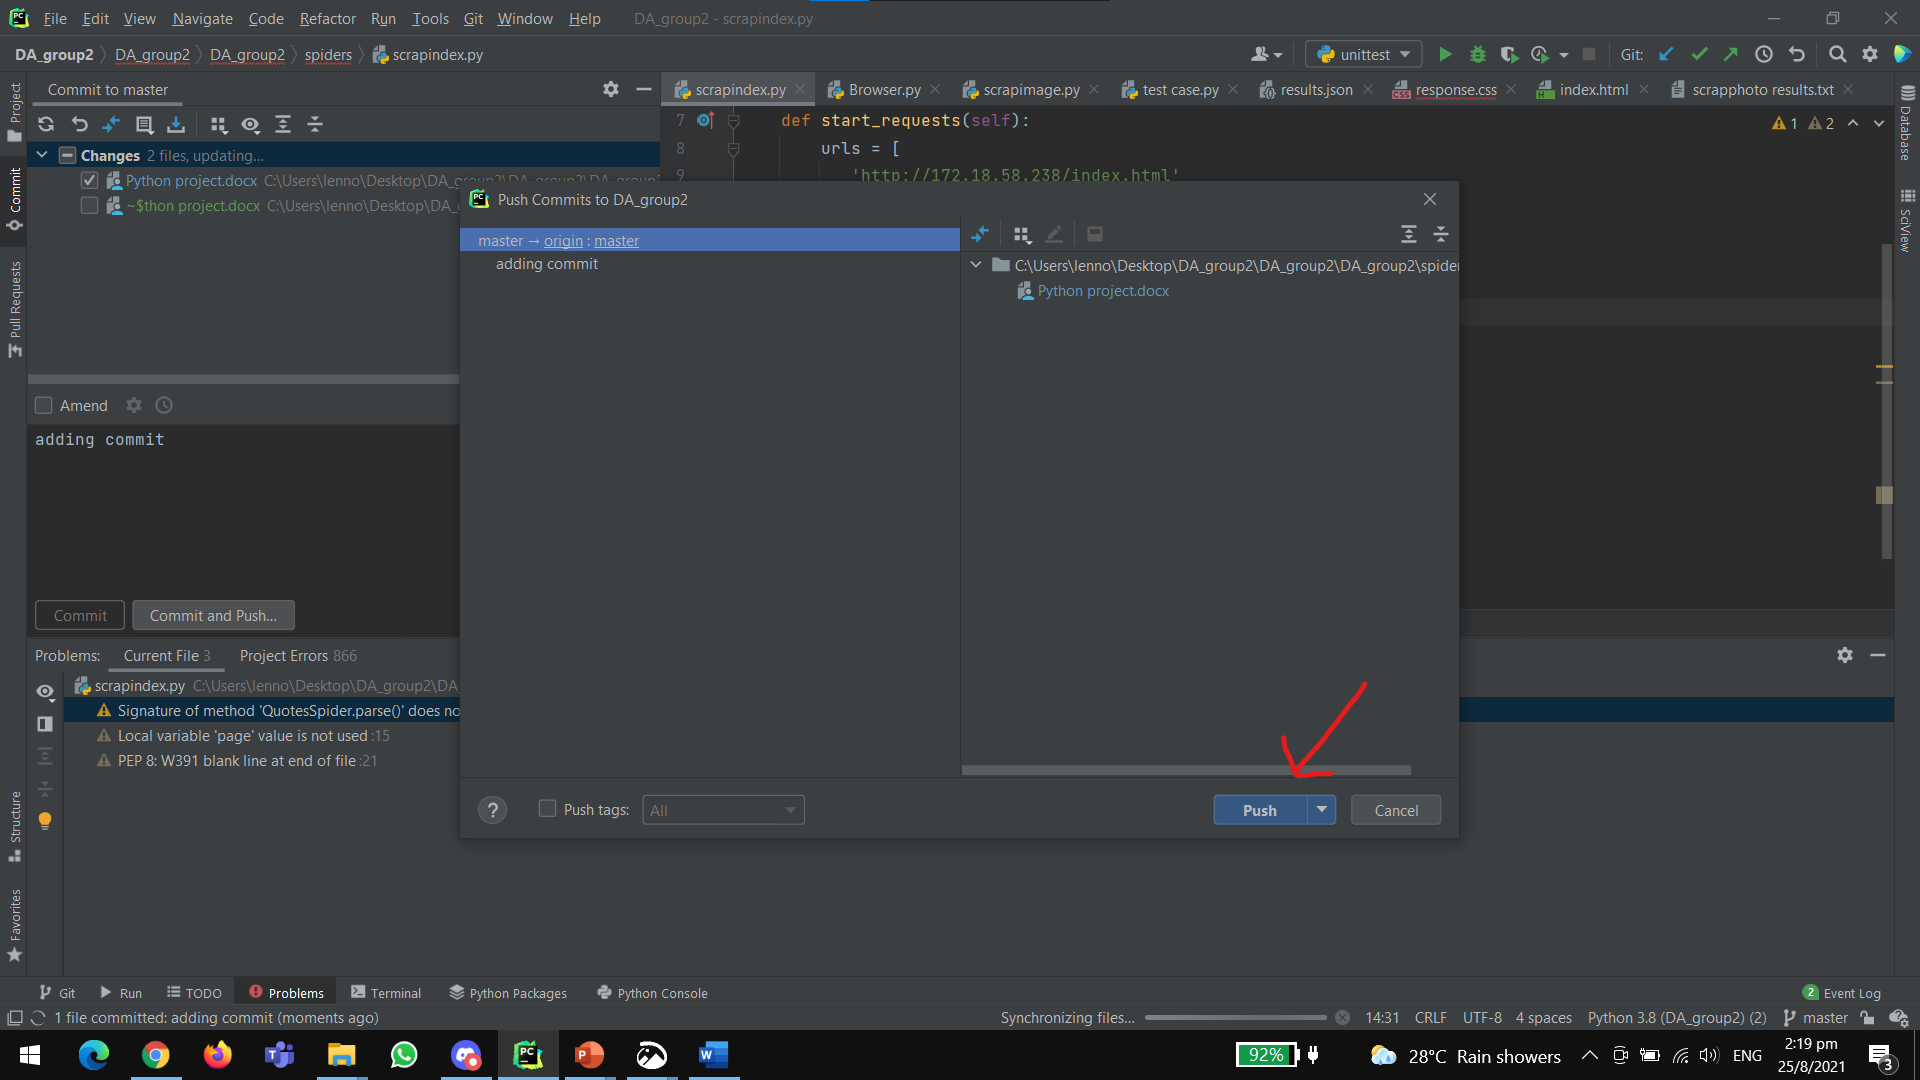 File Edit View Navigate Code Refactor Run Tools Git Window Help DA_group2 - scrapindex.py
DA_group2 DA_group2 DA_group2 spiders scrapindex.py unittest Git:
Commit to master
scrapindex.py Browser.py scrapimage.py test case.py results.json response.css index.html scrapphoto results.txt
Project
Commit
Pull Requests
Structure
Favorites
Database
SciView
Changes 2 files, updating...
Python project.docx C:\Users\lenno\Desktop\DA_group2\DA_group2\DA_group2
~$thon project.docx C:\Users\lenno\Desktop\DA_
7 def start_requests(self):
8 urls = [
9 'http://172.18.58.238/index.html'
1 2
Push Commits to DA_group2
master → origin : master
adding commit
C:\Users\lenno\Desktop\DA_group2\DA_group2\DA_group2\spider
Python project.docx
Amend
adding commit
Commit Commit and Push...
Push tags: All
Push Cancel
Problems: Current File 3 Project Errors 866
scrapindex.py C:\Users\lenno\Desktop\DA_group2\DA_
Signature of method 'QuotesSpider.parse()' does no
Local variable 'page' value is not used :15
PEP 8: W391 blank line at end of file :21
Git Run TODO Problems Terminal Python Packages Python Console 2 Event Log
1 file committed: adding commit (moments ago) Synchronizing files... 14:31 CRLF UTF-8 4 spaces Python 3.8 (DA_group2) (2) master
92% 28°C Rain showers ENG
2:19 pm
25/8/2021
3